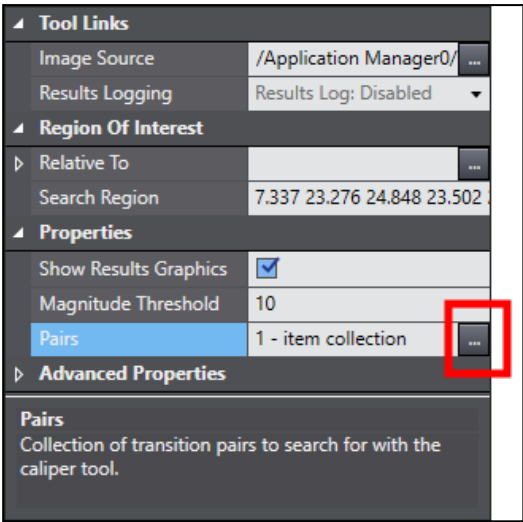 Tool Links
Image Source /Application Manager0/ ...
Results Logging Results Log: Disabled
Region Of Interest
Relative To ...
Search Region 7.337 23.276 24.848 23.502
Properties
Show Results Graphics
Magnitude Threshold 10
Pairs 1 - item collection ...
Advanced Properties
Pairs
Collection of transition pairs to search for with the
caliper tool.